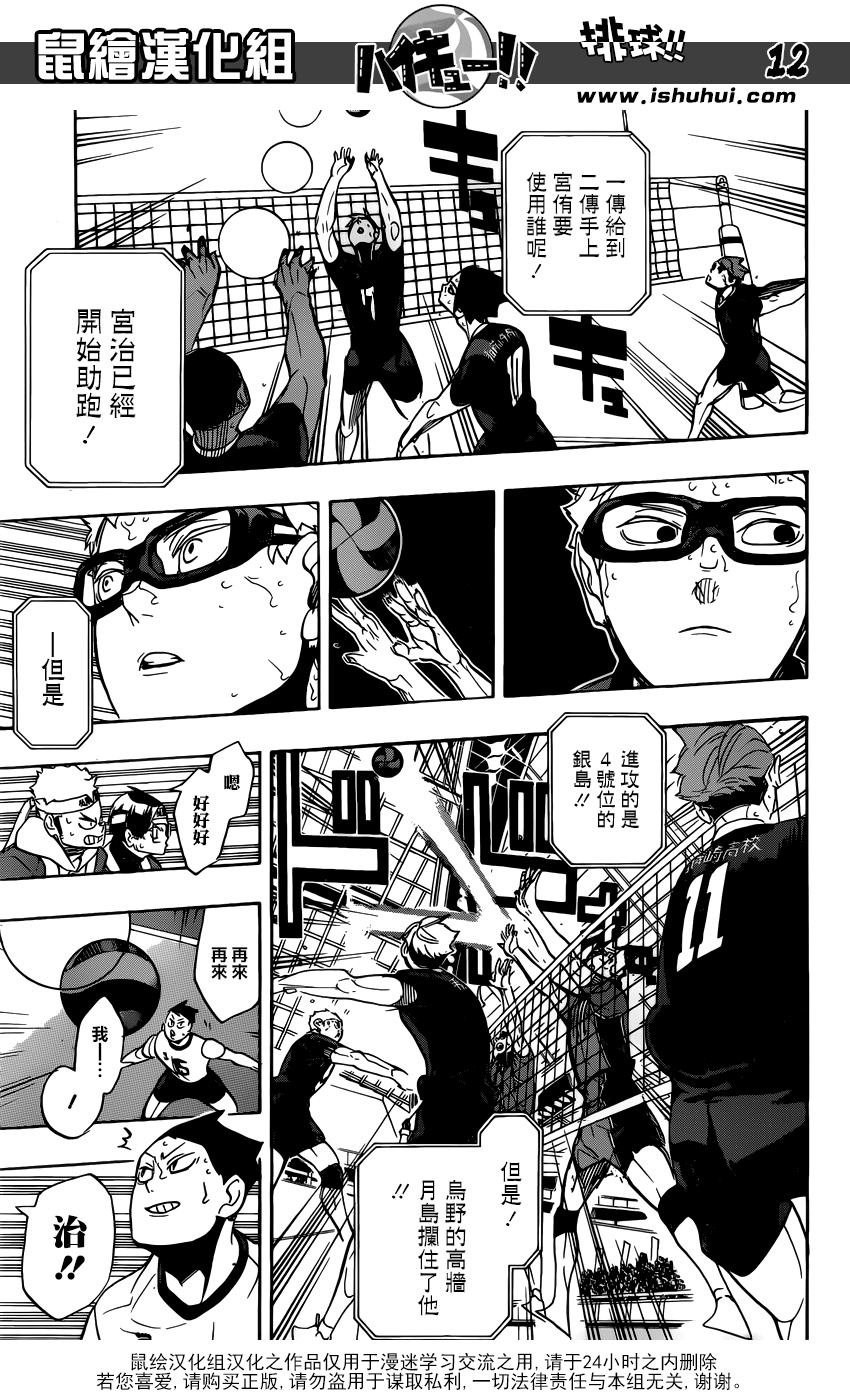 鼠繪漢化組
ハイキュー!!
排球!!
12
www.ishuhui.com
一傳給到
二傳手上
宮侑要
使用誰呢!
キュ
キュ
宮治已經
開始助跑!
11
—但是
進攻的是
4號位的
銀島!!
崎高校
11
嗯
好好好
再來
再來
我—…
16
但是!
烏野的高牆
月島攔住了他
!!
治!!
鼠绘汉化组汉化之作品仅用于漫迷学习交流之用,请于24小时之内删除
若您喜爱,请购买正版,请勿盗用于谋取私利,一切法律责任与本组无关,谢谢。